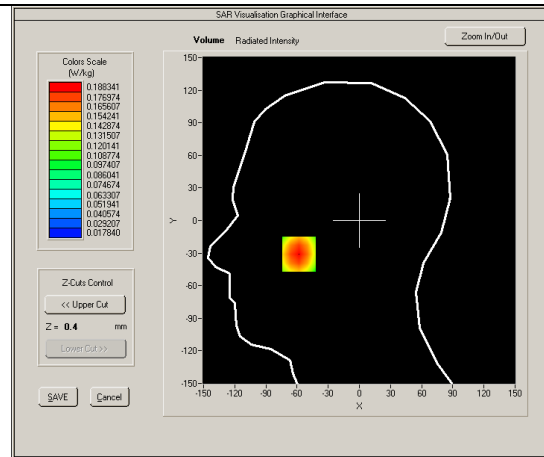 SAR Visualisation Graphical Interface
Volume Radiated Intensity
Zoom In/Out
Colors Scale
(W/kg)
0.188341
0.176974
0.165607
0.154241
0.142874
0.131507
0.120141
0.108774
0.097407
0.086041
0.074674
0.063307
0.051941
0.040574
0.029207
0.017840
Z-Cuts Control
<< Upper Cut
Z = 0.4 mm
Lower Cut >>
SAVE Cancel
150
120
90
60
30
0
-30
-60
-90
-120
-150
Y
-150 -120 -90 -60 -30 0 30 60 90 120 150
X